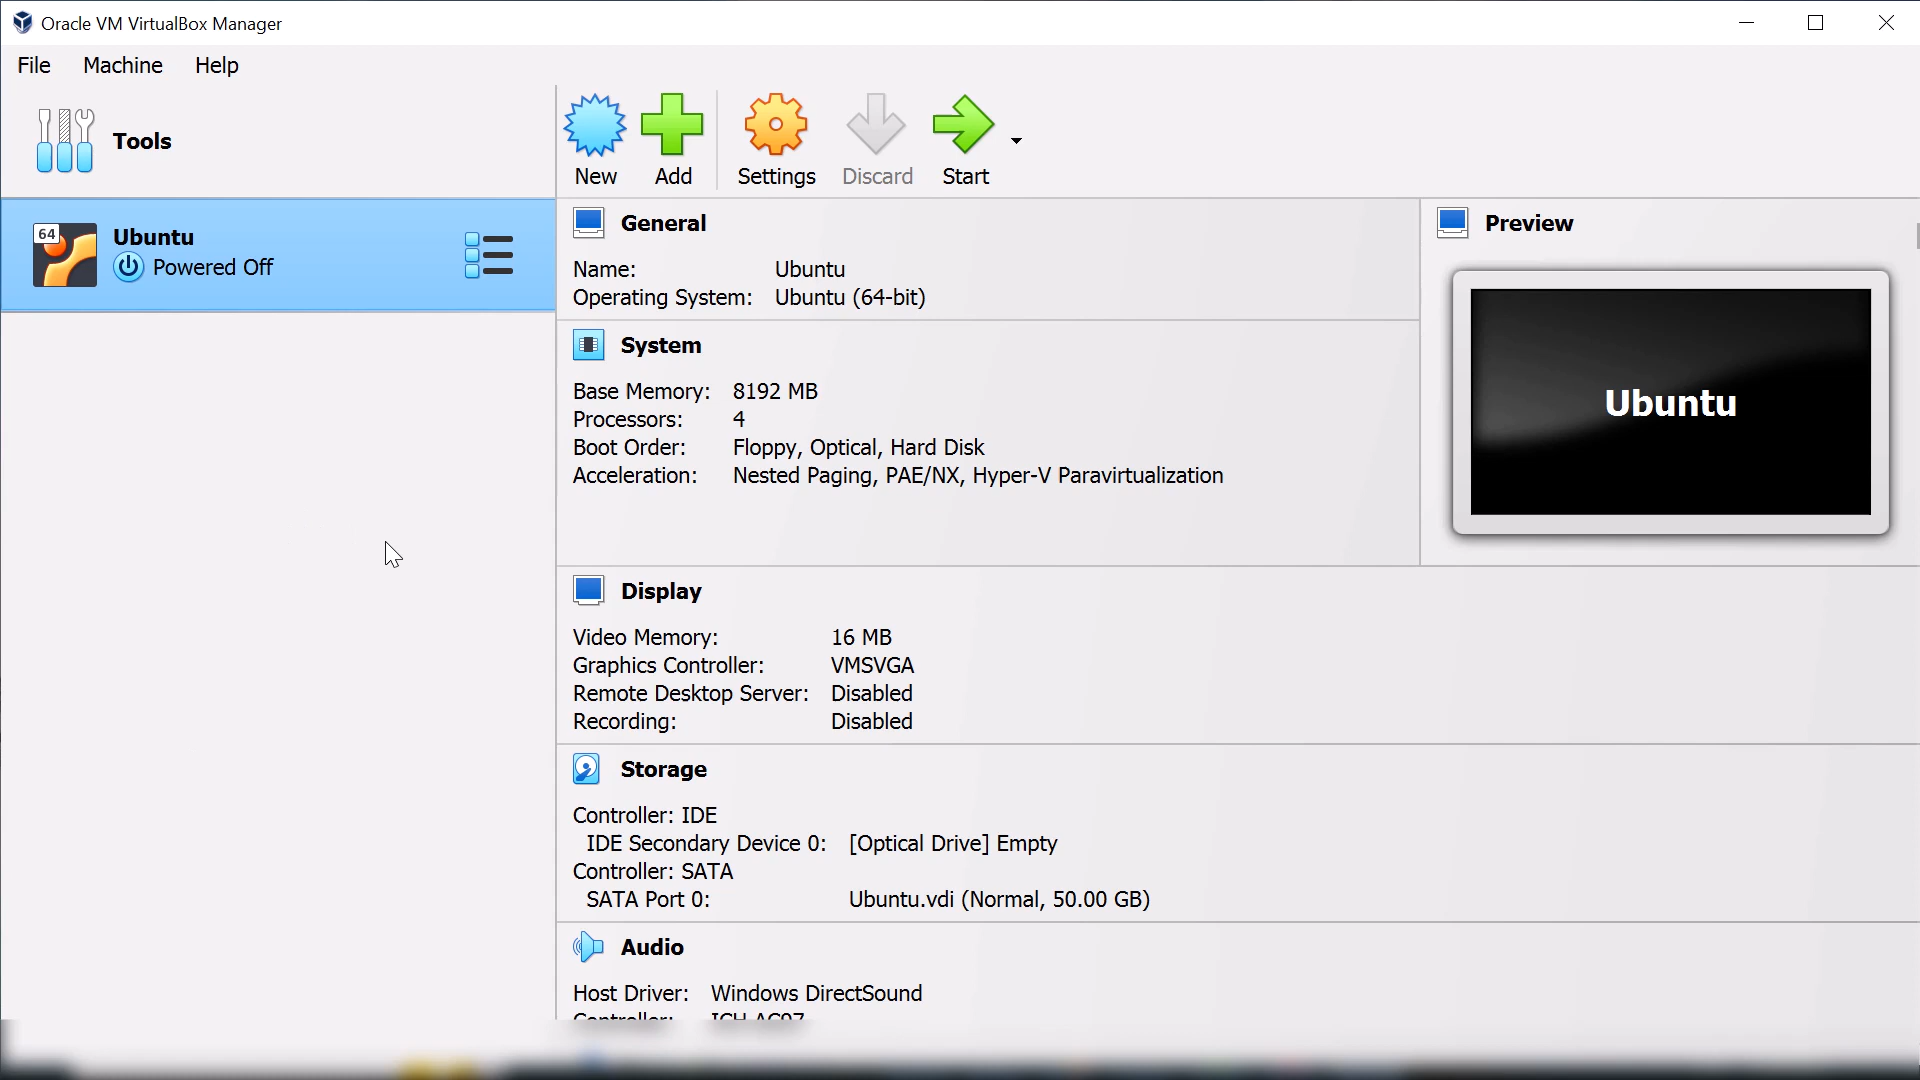 Oracle VM VirtualBox Manager
File Machine Help
Tools
New Add Settings Discard Start
64
Ubuntu
Powered Off
General
Name: Ubuntu
Operating System: Ubuntu (64-bit)
Preview
Ubuntu
System
Base Memory: 8192 MB
Processors: 4
Boot Order: Floppy, Optical, Hard Disk
Acceleration: Nested Paging, PAE/NX, Hyper-V Paravirtualization
Display
Video Memory: 16 MB
Graphics Controller: VMSVGA
Remote Desktop Server: Disabled
Recording: Disabled
Storage
Controller: IDE
IDE Secondary Device 0: [Optical Drive] Empty
Controller: SATA
SATA Port 0: Ubuntu.vdi (Normal, 50.00 GB)
Audio
Host Driver: Windows DirectSound
Controller: ICH AC97